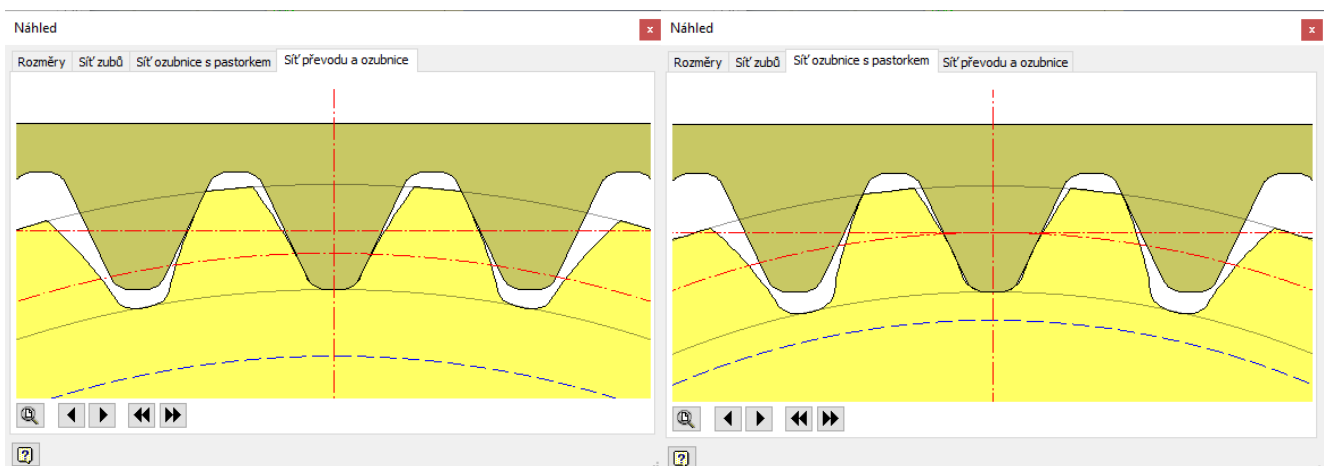 Náhled
x
Rozměry Síť zubů Síť ozubnice s pastorkem Síť převodu a ozubnice
?
Náhled
x
Rozměry Síť zubů Síť ozubnice s pastorkem Síť převodu a ozubnice
?